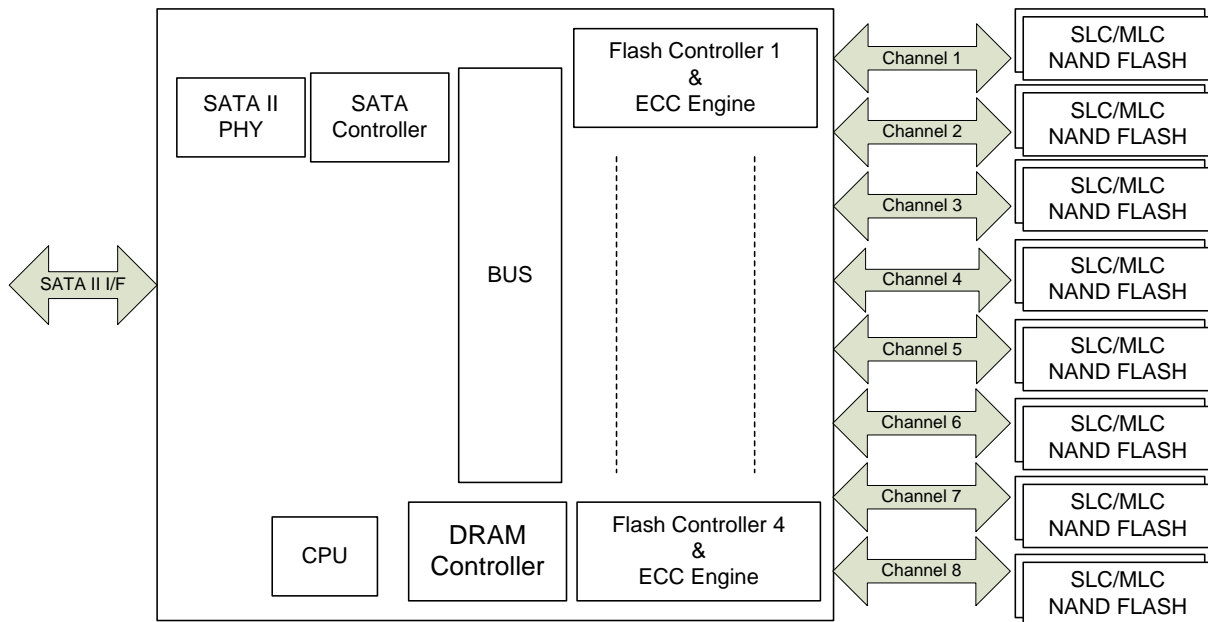 SATA II I/F
SATA II
PHY
SATA
Controller
BUS
CPU
DRAM
Controller
Flash Controller 1
&
ECC Engine
Flash Controller 4
&
ECC Engine
Channel 1
Channel 2
Channel 3
Channel 4
Channel 5
Channel 6
Channel 7
Channel 8
SLC/MLC
NAND FLASH
SLC/MLC
NAND FLASH
SLC/MLC
NAND FLASH
SLC/MLC
NAND FLASH
SLC/MLC
NAND FLASH
SLC/MLC
NAND FLASH
SLC/MLC
NAND FLASH
SLC/MLC
NAND FLASH